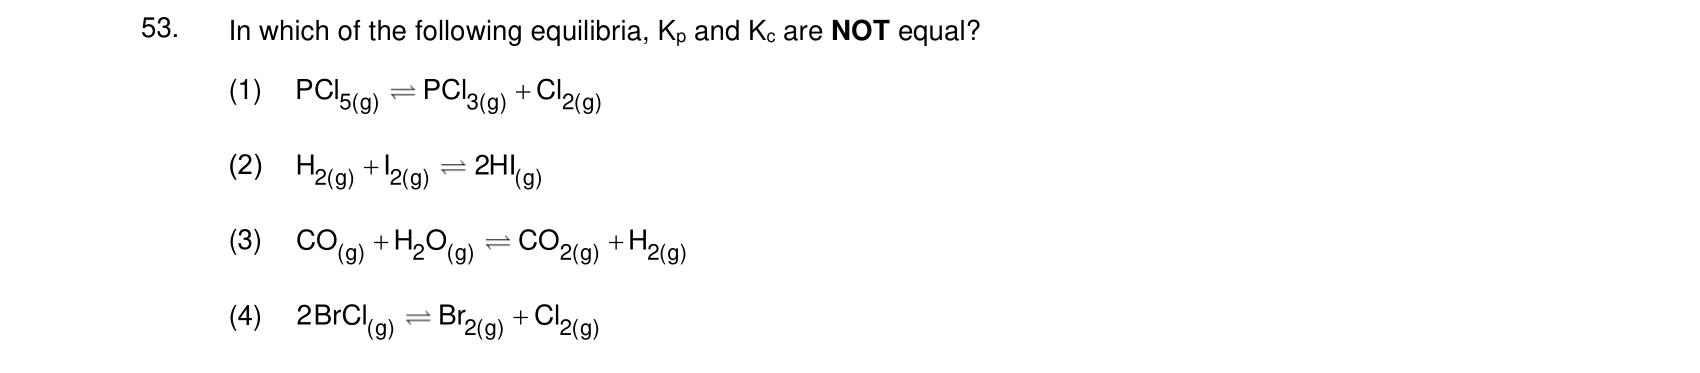 53. In which of the following equilibria, Kp and Kc are NOT equal?
(1) PCl5(g) ⇌ PCl3(g) + Cl2(g)
(2) H2(g) + I2(g) ⇌ 2HI(g)
(3) CO(g) + H2O(g) ⇌ CO2(g) + H2(g)
(4) 2BrCl(g) ⇌ Br2(g) + Cl2(g)